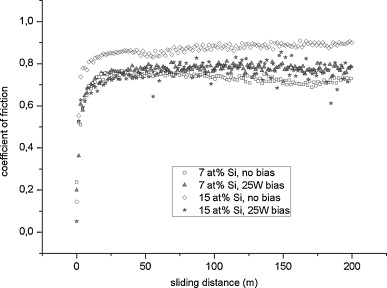 coefficient of friction
1,0
0,8
0,6
0,4
0,2
0,0
7 at% Si, no bias
7 at% Si, 25W bias
15 at% Si, no bias
15 at% Si, 25W bias
0
50
100
150
200
sliding distance (m)